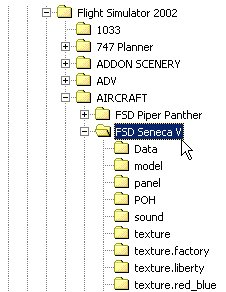 Flight Simulator 2002
1033
747 Planner
ADDON SCENERY
ADV
AIRCRAFT
FSD Piper Panther
FSD Seneca V
Data
model
panel
POH
sound
texture
texture.factory
texture.liberty
texture.red_blue